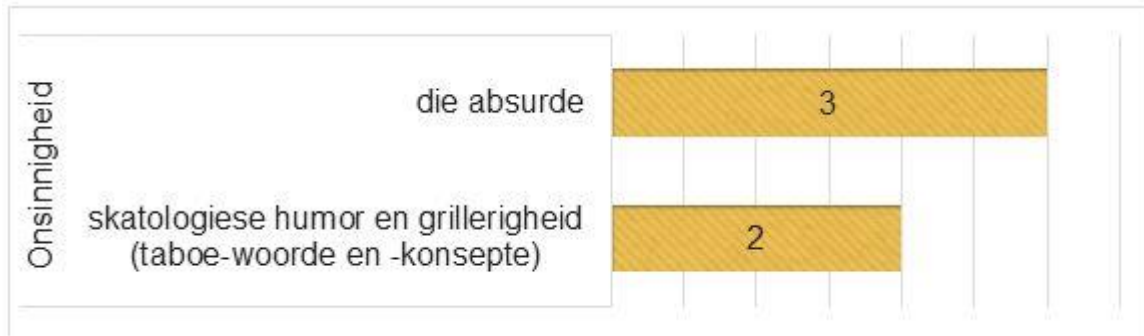 Onsinnigheid
die absurde
3
skatologiese humor en grillerigheid
(taboe-woorde en -konsepte)
2